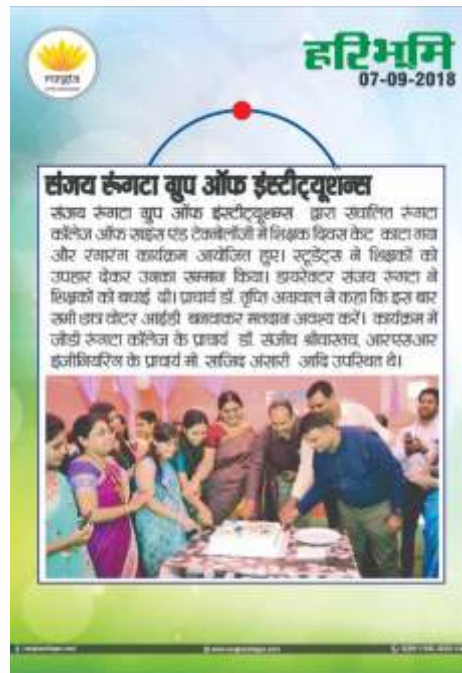 rungta
हरिभूमि
07-09-2018
संजय रूंगटा ग्रुप ऑफ इंस्टीट्यूशन्स
संजय रूंगटा ग्रुप ऑफ इंस्टीट्यूशन्स द्वारा संचालित रूंगटा
कॉलेज ऑफ साइंस एंड टेक्नोलॉजी में शिक्षक दिवस केट काटा गया
और रंगारंग कार्यक्रम आयोजित हुए। स्टूडेंट्स ने शिक्षकों को
उपहार देकर उनका सम्मान किया। डायरेक्टर संजय रूंगटा ने
शिक्षकों को बधाई दी। प्राचार्य डॉ. तृप्ति अग्रवाल ने कहा कि इस बार
सभी छात्र वोटर आईडी बनवाकर मतदान अवश्य करें। कार्यक्रम में
जीडी रूंगटा कॉलेज के प्राचार्य डॉ. संजीव श्रीवास्तव, आरएसआर
इंजीनियरिंग के प्राचार्य मो. साजिद अंसारी आदि उपस्थित थे।